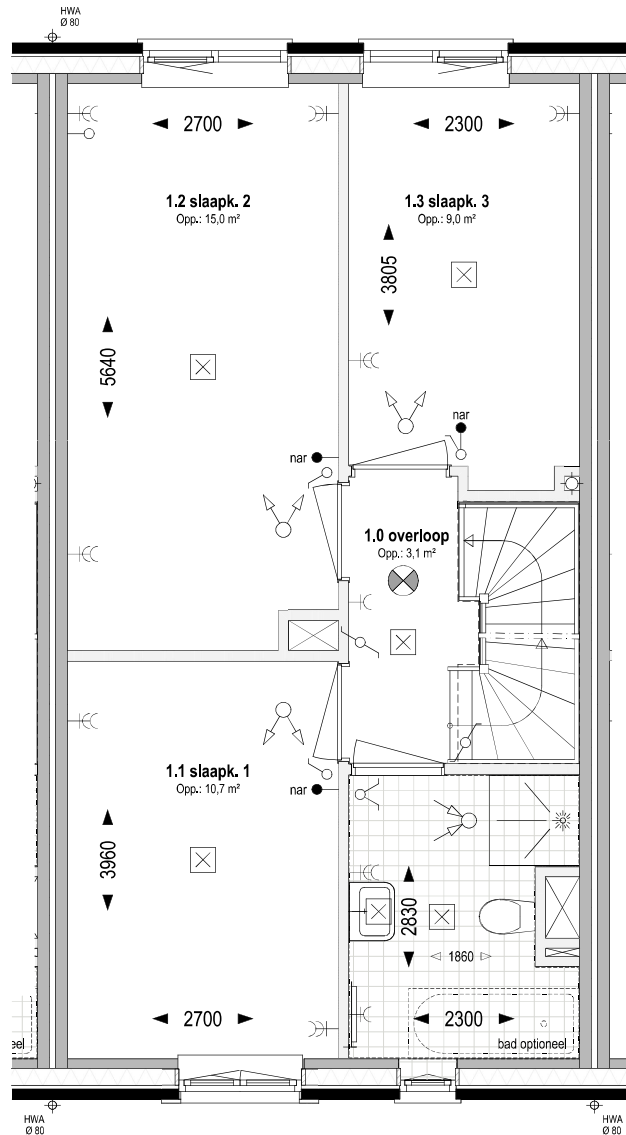 HWA
Ø 80
2700
2300
1.2 slaapk. 2
Opp.: 15,0 m²
1.3 slaapk. 3
Opp.: 9,0 m²
3805
5640
nar
nar
1.0 overloop
Opp.: 3,1 m²
1.1 slaapk. 1
Opp.: 10,7 m²
nar
3960
2830
1860
2700
2300
bad optioneel
eel
HWA
Ø 80
HWA
Ø 80